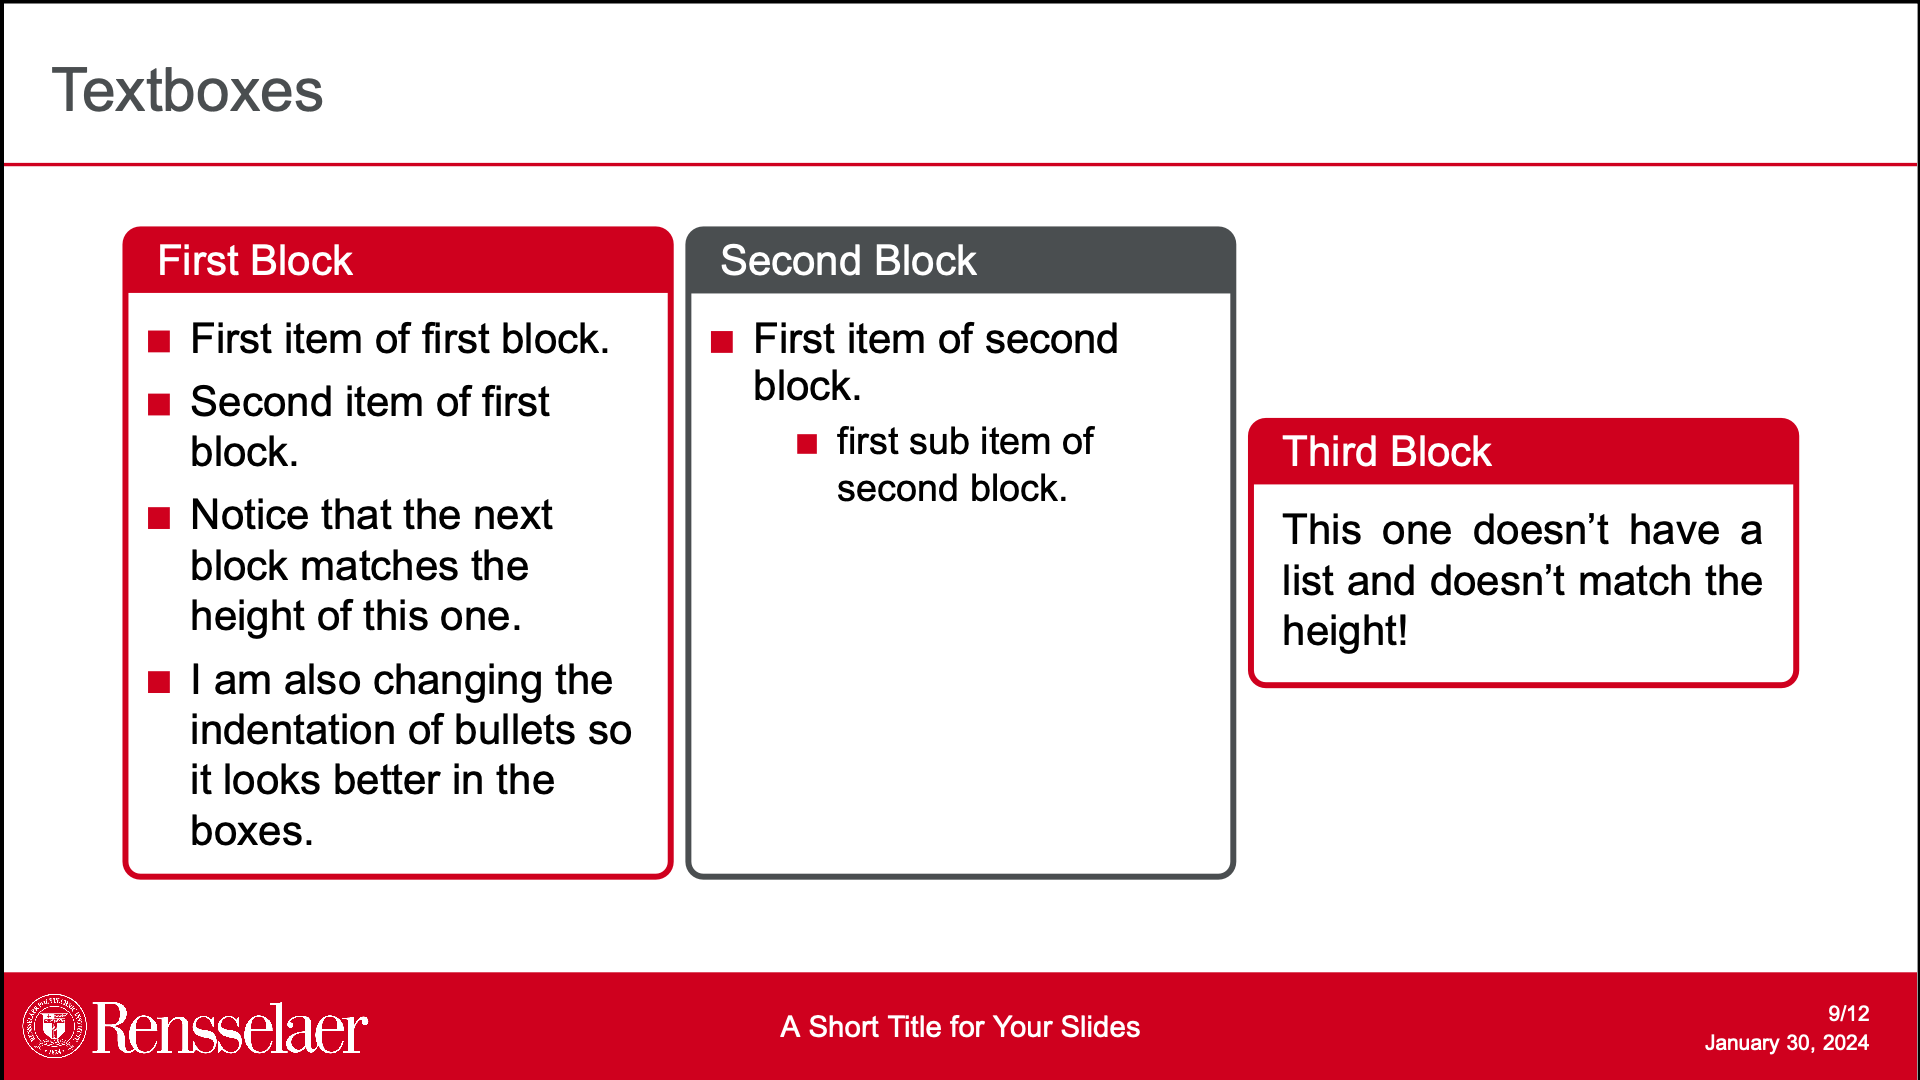 Textboxes
First Block
First item of first block.
Second item of first
block.
Notice that the next
block matches the
height of this one.
I am also changing the
indentation of bullets so
it looks better in the
boxes.
Second Block
First item of second
block.
first sub item of
second block.
Third Block
This one doesn’t have a
list and doesn’t match the
height!
Rensselaer
A Short Title for Your Slides
9/12
January 30, 2024